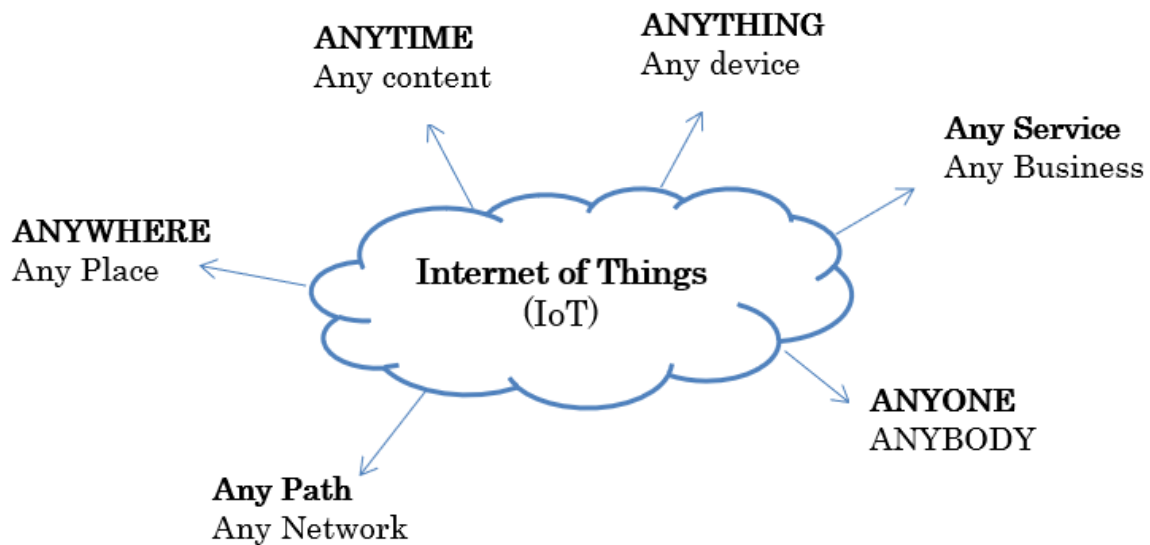 ANYTIME
Any content
ANYTHING
Any device
Any Service
Any Business
ANYWHERE
Any Place
Internet of Things
(IoT)
ANYONE
ANYBODY
Any Path
Any Network